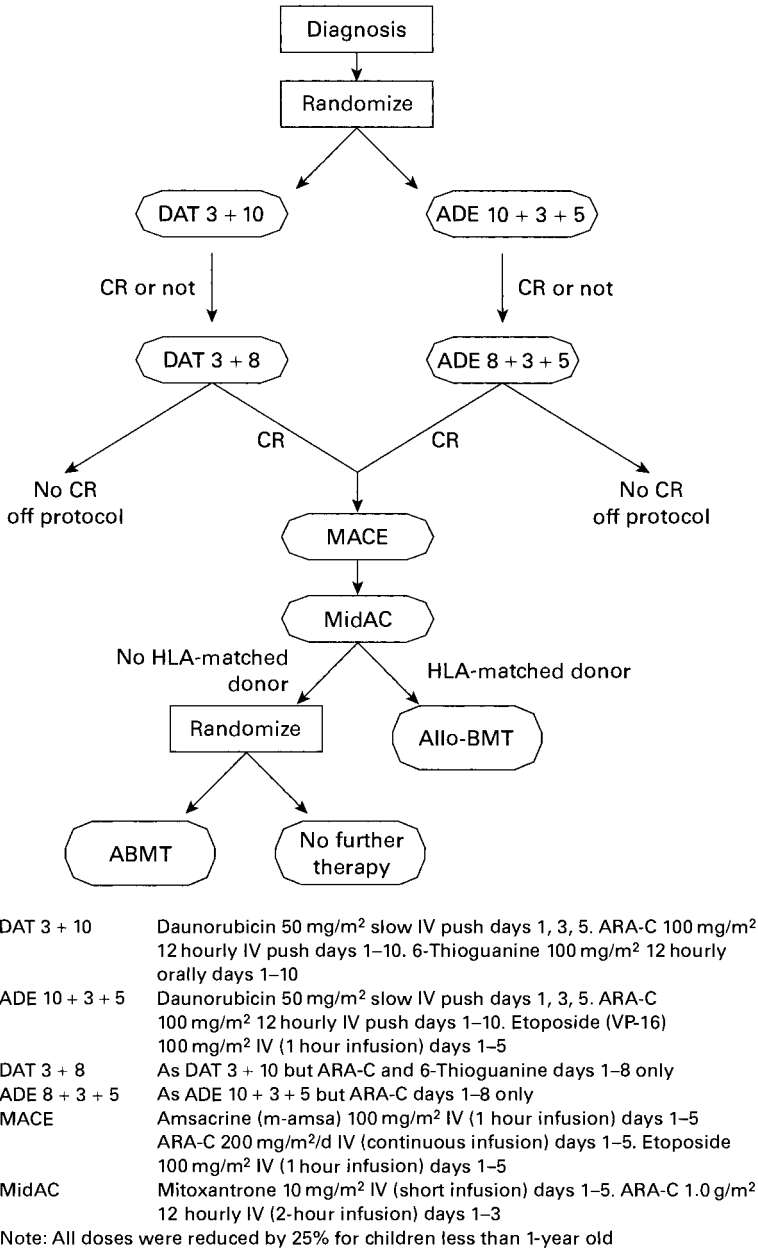 Diagnosis
Randomize
DAT 3 + 10
ADE 10 + 3 + 5
CR or not
CR or not
DAT 3 + 8
ADE 8 + 3 + 5
CR
CR
No CR
off protocol
No CR
off protocol
MACE
MidAC
No HLA-matched
donor
HLA-matched donor
Randomize
Allo-BMT
ABMT
No further
therapy
DAT 3 + 10 Daunorubicin 50 mg/m² slow IV push days 1, 3, 5. ARA-C 100 mg/m²
12 hourly IV push days 1–10. 6-Thioguanine 100 mg/m² 12 hourly
orally days 1–10
ADE 10 + 3 + 5 Daunorubicin 50 mg/m² slow IV push days 1, 3, 5. ARA-C
100 mg/m² 12 hourly IV push days 1–10. Etoposide (VP-16)
100 mg/m² IV (1 hour infusion) days 1–5
DAT 3 + 8 As DAT 3 + 10 but ARA-C and 6-Thioguanine days 1–8 only
ADE 8 + 3 + 5 As ADE 10 + 3 + 5 but ARA-C days 1–8 only
MACE Amsacrine (m-amsa) 100 mg/m² IV (1 hour infusion) days 1–5
ARA-C 200 mg/m²/d IV (continuous infusion) days 1–5. Etoposide
100 mg/m² IV (1 hour infusion) days 1–5
MidAC Mitoxantrone 10 mg/m² IV (short infusion) days 1–5. ARA-C 1.0 g/m²
12 hourly IV (2-hour infusion) days 1–3
Note: All doses were reduced by 25% for children less than 1-year old